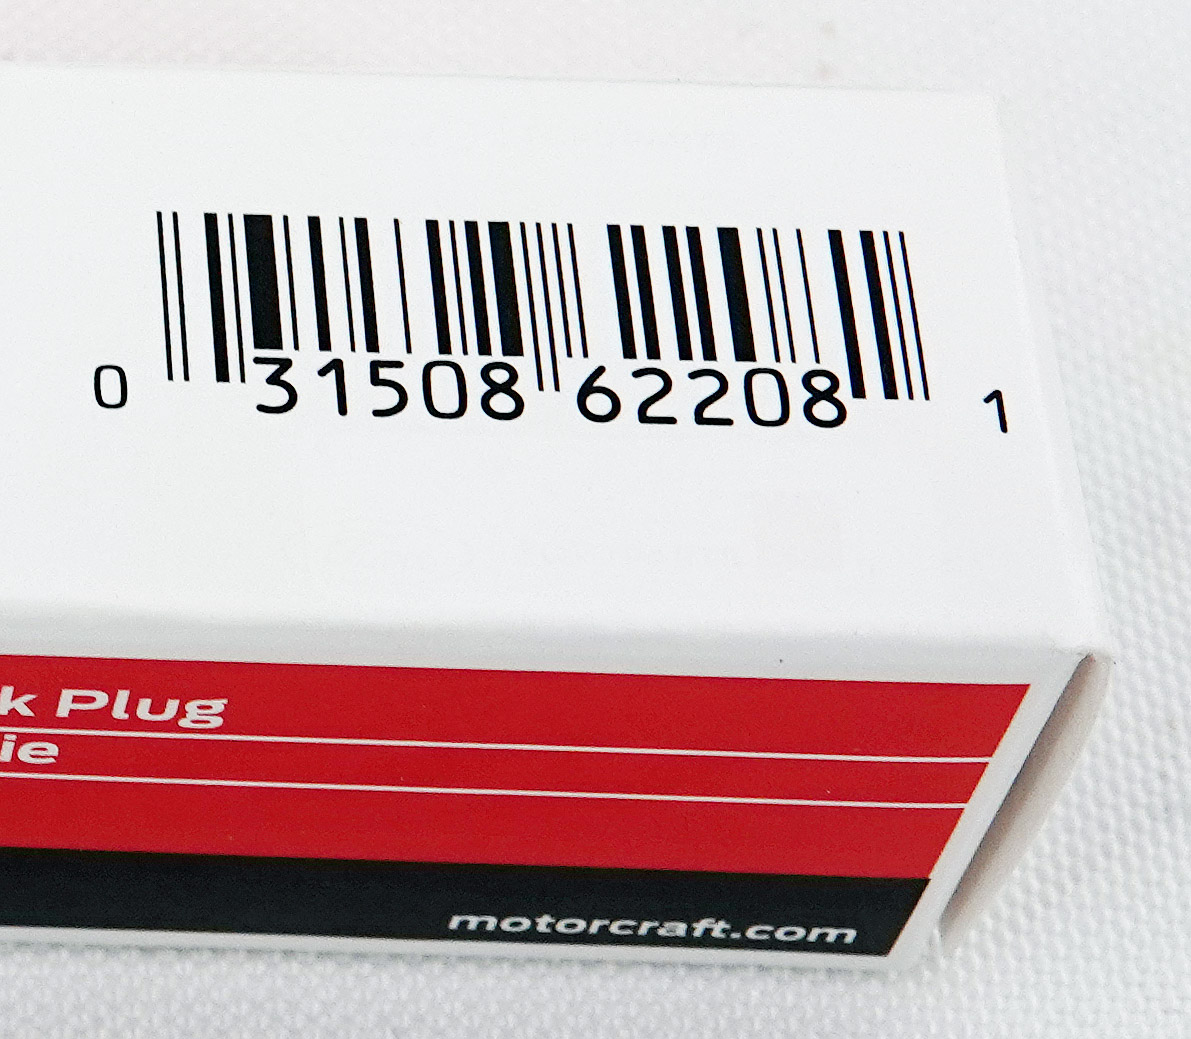 0 31508 62208 1
k Plug
ie
motorcraft.com